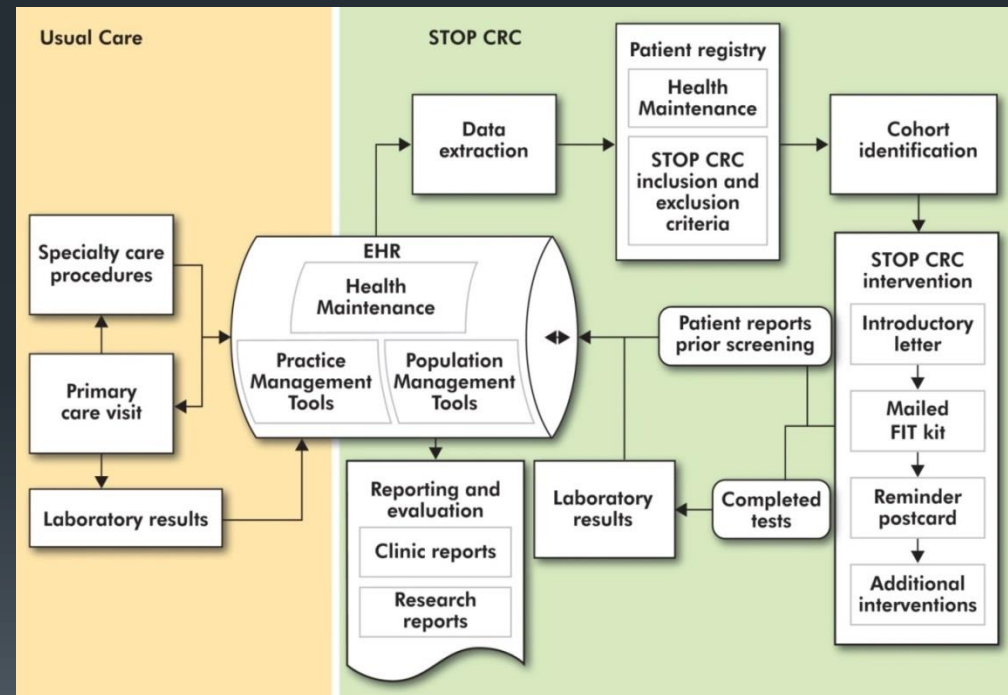 Usual Care
STOP CRC
Patient registry
Health
Maintenance
STOP CRC
inclusion and
exclusion
criteria
Data
extraction
Cohort
identification
Specialty care
procedures
Primary
care visit
Laboratory results
EHR
Health
Maintenance
Practice
Management
Tools
Population
Management
Tools
Patient reports
prior screening
STOP CRC
intervention
Introductory
letter
Mailed
FIT kit
Reminder
postcard
Additional
interventions
Reporting and
evaluation
Clinic reports
Research
reports
Laboratory
results
Completed
tests